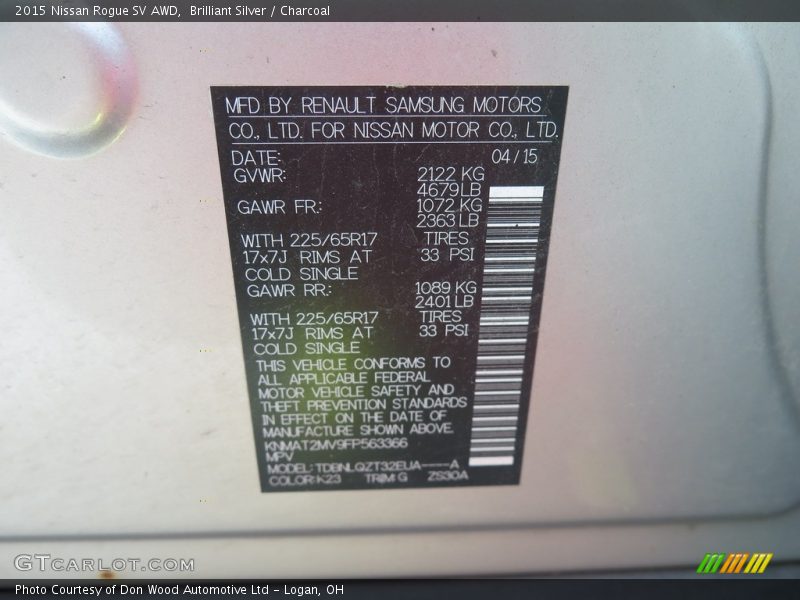 2015 Nissan Rogue SV AWD, Brilliant Silver / Charcoal
MFD BY RENAULT SAMSUNG MOTORS
CO., LTD. FOR NISSAN MOTOR CO., LTD.
DATE: 04/15
GVWR: 2122 KG
4679 LB
GAWR FR: 1072 KG
2363 LB
WITH 225/65R17 TIRES
17x7J RIMS AT 33 PSI
COLD SINGLE
GAWR RR: 1089 KG
2401 LB
WITH 225/65R17 TIRES
17x7J RIMS AT 33 PSI
COLD SINGLE
THIS VEHICLE CONFORMS TO
ALL APPLICABLE FEDERAL
MOTOR VEHICLE SAFETY AND
THEFT PREVENTION STANDARDS
IN EFFECT ON THE DATE OF
MANUFACTURE SHOWN ABOVE.
KNMAT2MV9FP563366
MPV
MODEL: TDBNLQZT32EUA----A
COLOR:K23 TRIM:G ZS30A
GTCARLOT.COM
Photo Courtesy of Don Wood Automotive Ltd - Logan, OH